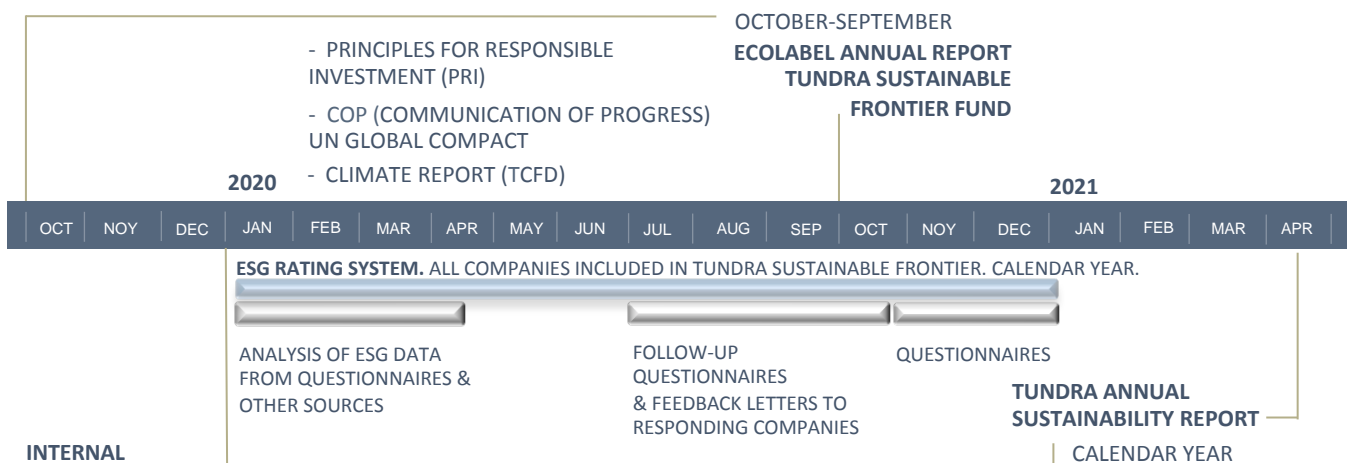 OCTOBER-SEPTEMBER
ECOLABEL ANNUAL REPORT
TUNDRA SUSTAINABLE
FRONTIER FUND
- PRINCIPLES FOR RESPONSIBLE
INVESTMENT (PRI)
- COP (COMMUNICATION OF PROGRESS)
UN GLOBAL COMPACT
- CLIMATE REPORT (TCFD)
2020
2021
OCT NOY DEC JAN FEB MAR APR MAY JUN JUL AUG SEP OCT NOY DEC JAN FEB MAR APR
ESG RATING SYSTEM. ALL COMPANIES INCLUDED IN TUNDRA SUSTAINABLE FRONTIER. CALENDAR YEAR.
ANALYSIS OF ESG DATA
FROM QUESTIONNAIRES &
OTHER SOURCES
FOLLOW-UP
QUESTIONNAIRES
& FEEDBACK LETTERS TO
RESPONDING COMPANIES
QUESTIONNAIRES
TUNDRA ANNUAL
SUSTAINABILITY REPORT
CALENDAR YEAR
INTERNAL